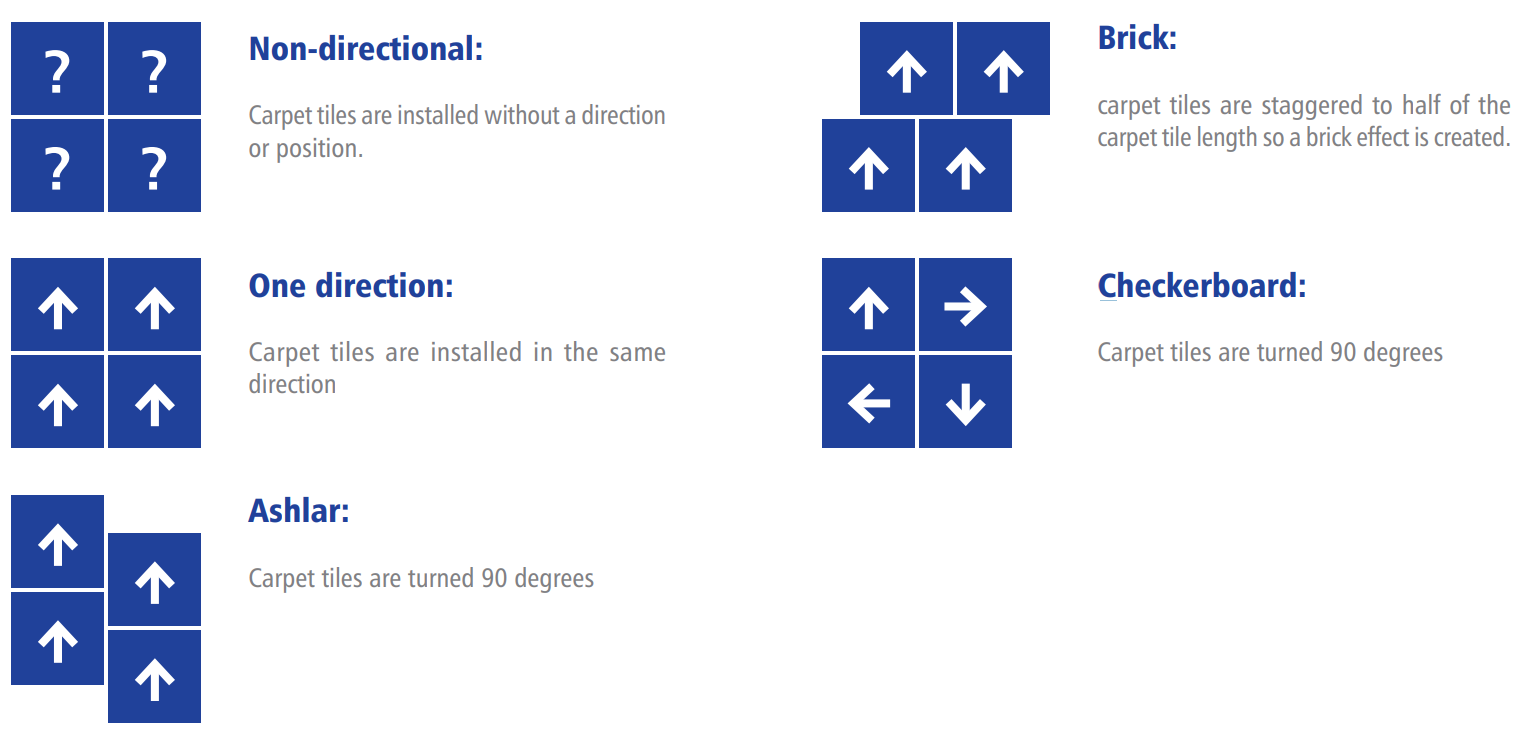 ? ?
? ?
Non-directional:
Carpet tiles are installed without a direction
or position.
Brick:
carpet tiles are staggered to half of the
carpet tile length so a brick effect is created.
One direction:
Carpet tiles are installed in the same
direction
Checkerboard:
Carpet tiles are turned 90 degrees
Ashlar:
Carpet tiles are turned 90 degrees